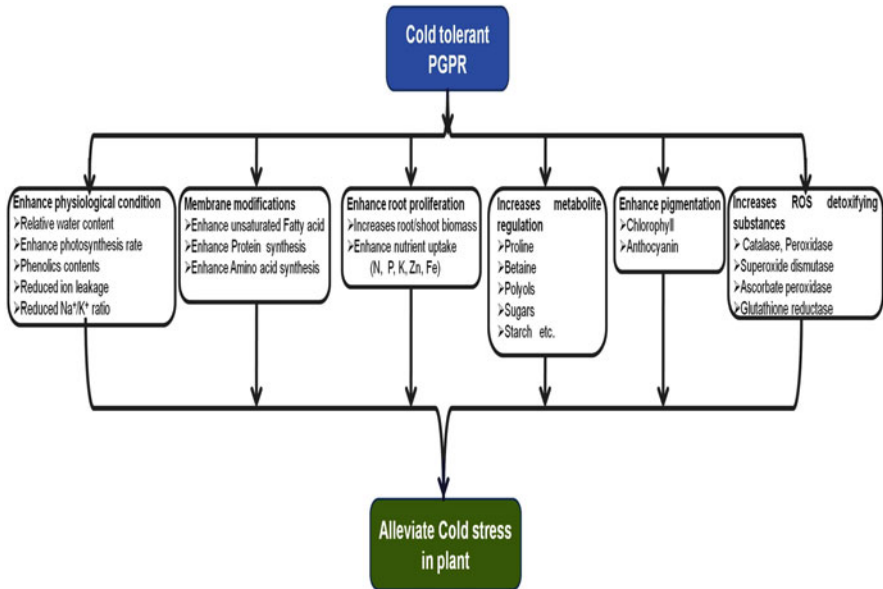 Cold tolerant
PGPR
Enhance physiological condition
➢Relative water content
➢Enhance photosynthesis rate
➢Phenolics contents
➢Reduced ion leakage
➢Reduced Na⁺/K⁺ ratio
Membrane modifications
➢Enhance unsaturated Fatty acid
➢Enhance Protein synthesis
➢Enhance Amino acid synthesis
Enhance root proliferation
➢Increases root/shoot biomass
➢Enhance nutrient uptake
(N, P, K, Zn, Fe)
Increases metabolite
regulation
➢Proline
➢Betaine
➢Polyols
➢Sugars
➢Starch etc.
Enhance pigmentation
➢Chlorophyll
➢Anthocyanin
Increases ROS detoxifying
substances
➢ Catalase, Peroxidase
➢Superoxide dismutase
➢Ascorbate peroxidase
➢Glutathione reductase
Alleviate Cold stress
in plant